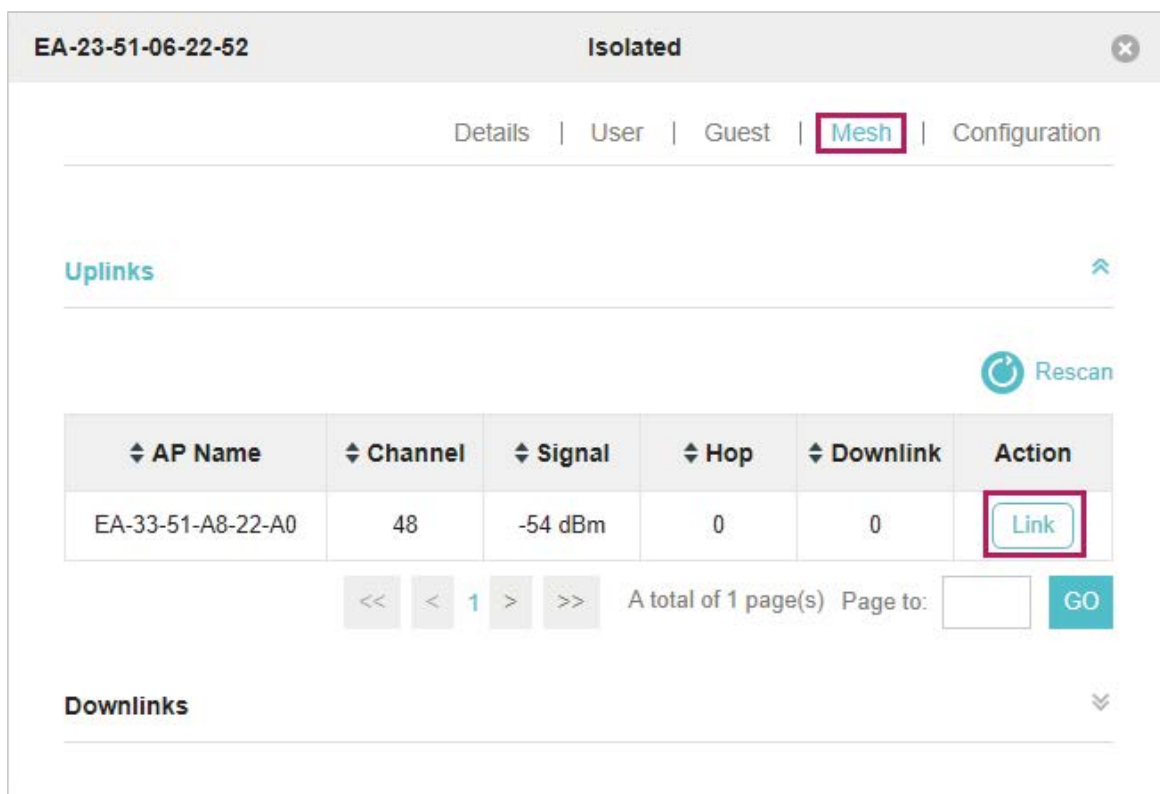 EA-23-51-06-22-52 Isolated
Details | User | Guest | Mesh | Configuration
Uplinks
Rescan
AP Name Channel Signal Hop Downlink Action
EA-33-51-A8-22-A0 48 -54 dBm 0 0 Link
<< < 1 > >> A total of 1 page(s) Page to: GO
Downlinks